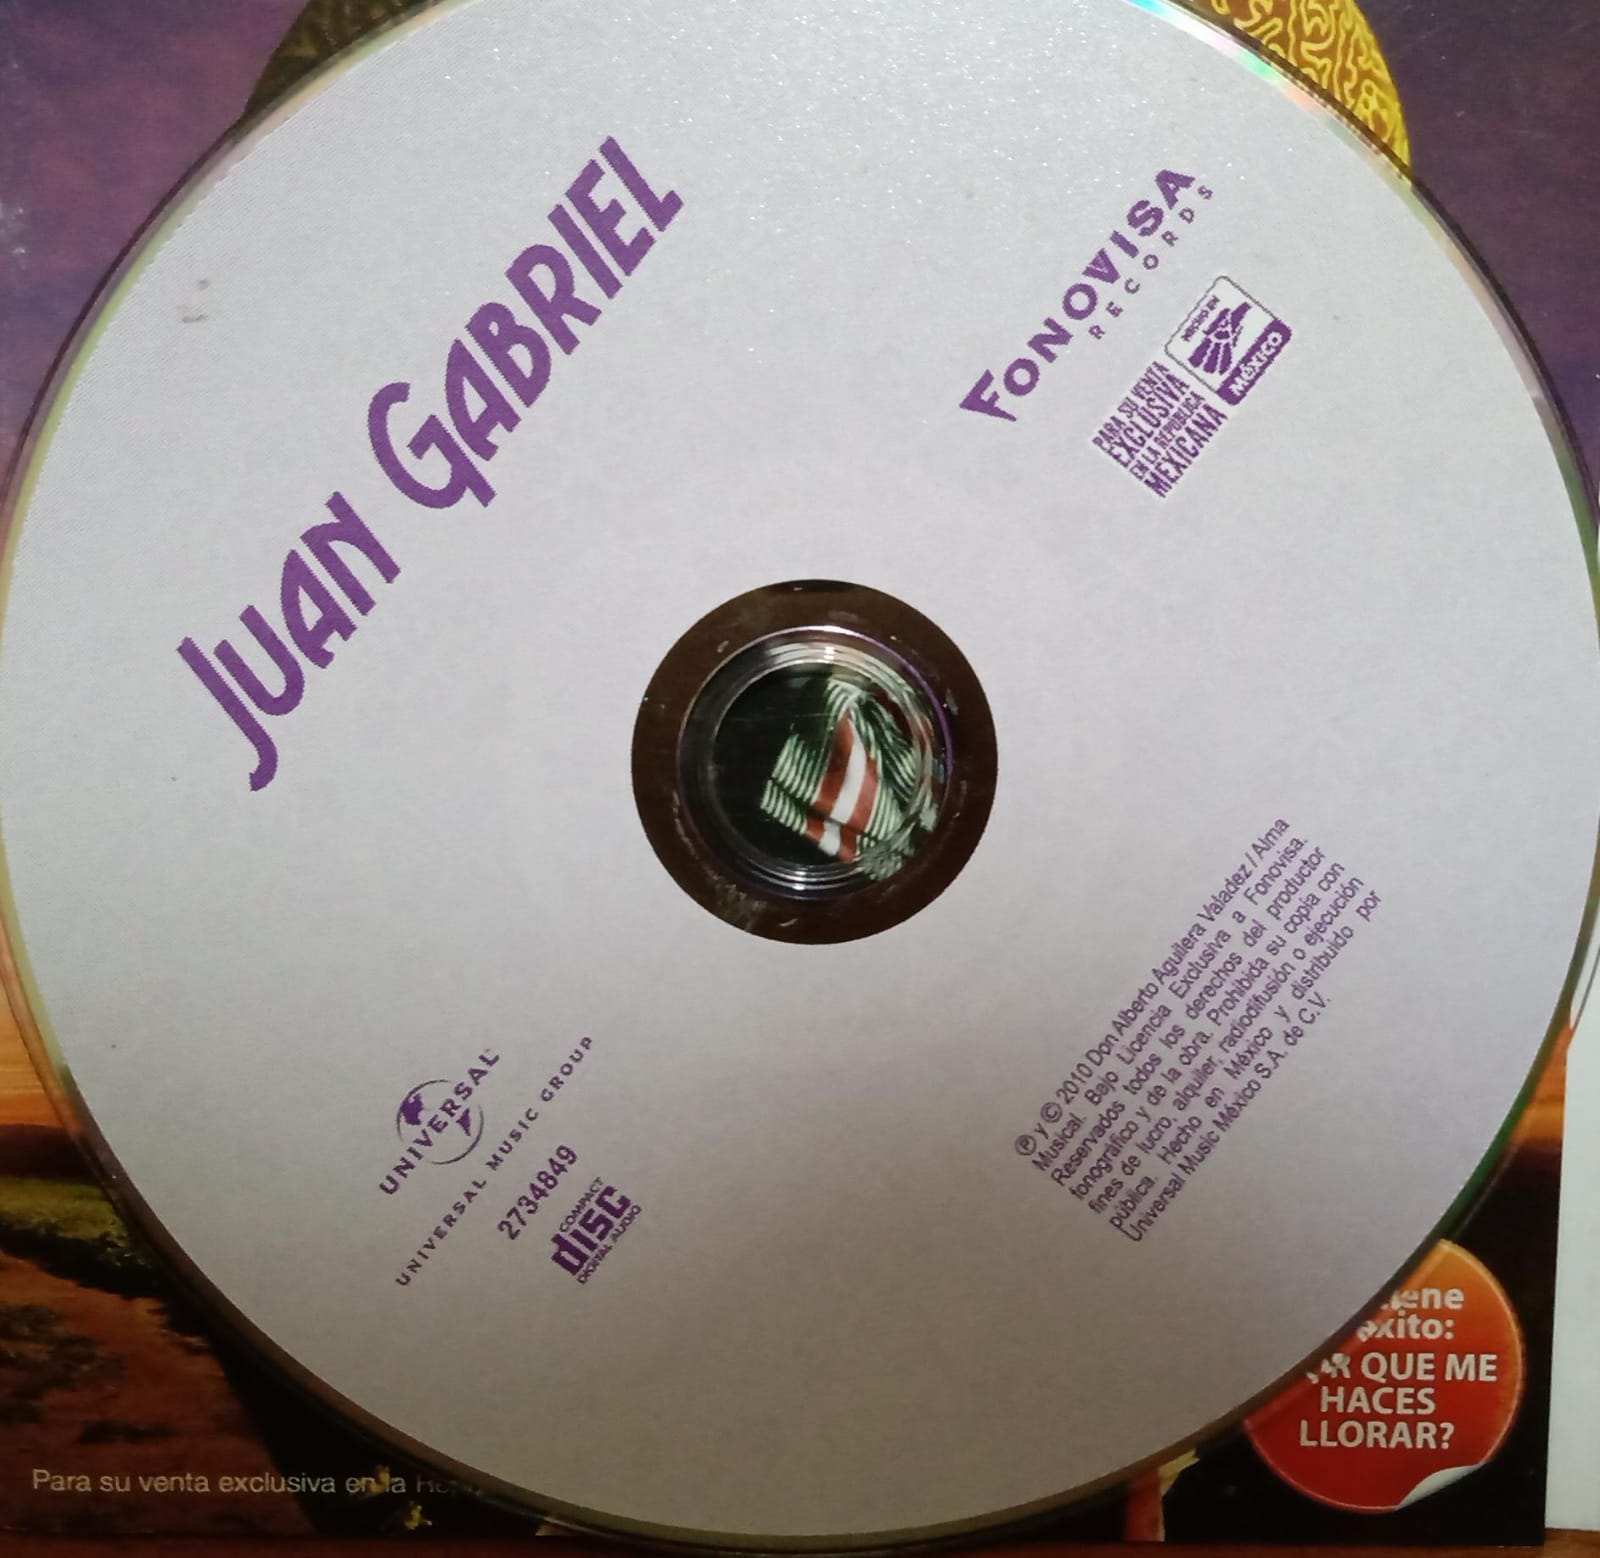 JUAN GABRIEL
FONOVISA
RECORDS
PARA SU VENTA
EXCLUSIVA
EN LA REPÚBLICA
MEXICANA
HECHO EN
MÉXICO
UNIVERSAL
UNIVERSAL MUSIC GROUP
2734849
COMPACT
disc
DIGITAL AUDIO
Ⓟ y © 2010 Don Alberto Aguilera Valadez / Alma
Musical. Bajo Licencia Exclusiva a Fonovisa.
Reservados todos los derechos del productor
fonográfico y de la obra. Prohibida su copia con
fines de lucro, alquiler, radiodifusión o ejecución
pública. Hecho en México y distribuido por
Universal Music México S.A. de C.V.
QUE ME
HACES
LLORAR?
Para su venta exclusiva en la